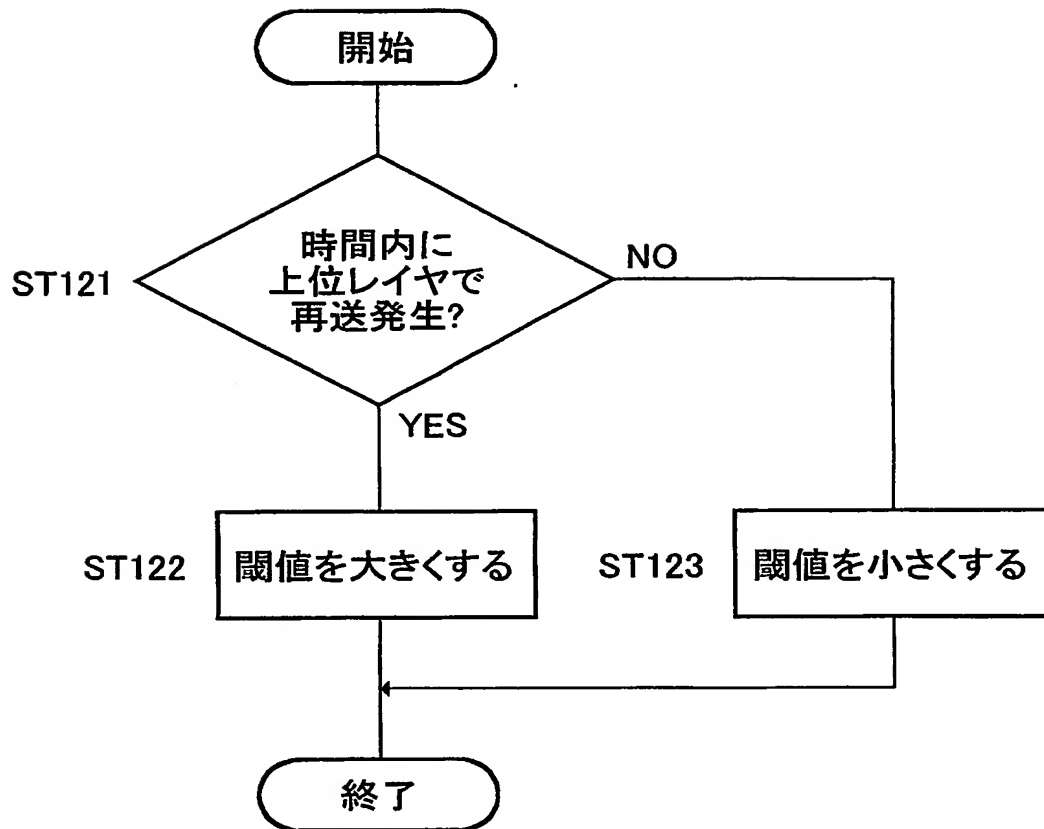 開始
時間内に
上位レイヤで
再送発生?
ST121
NO
YES
ST122
閾値を大きくする
ST123
閾値を小さくする
終了